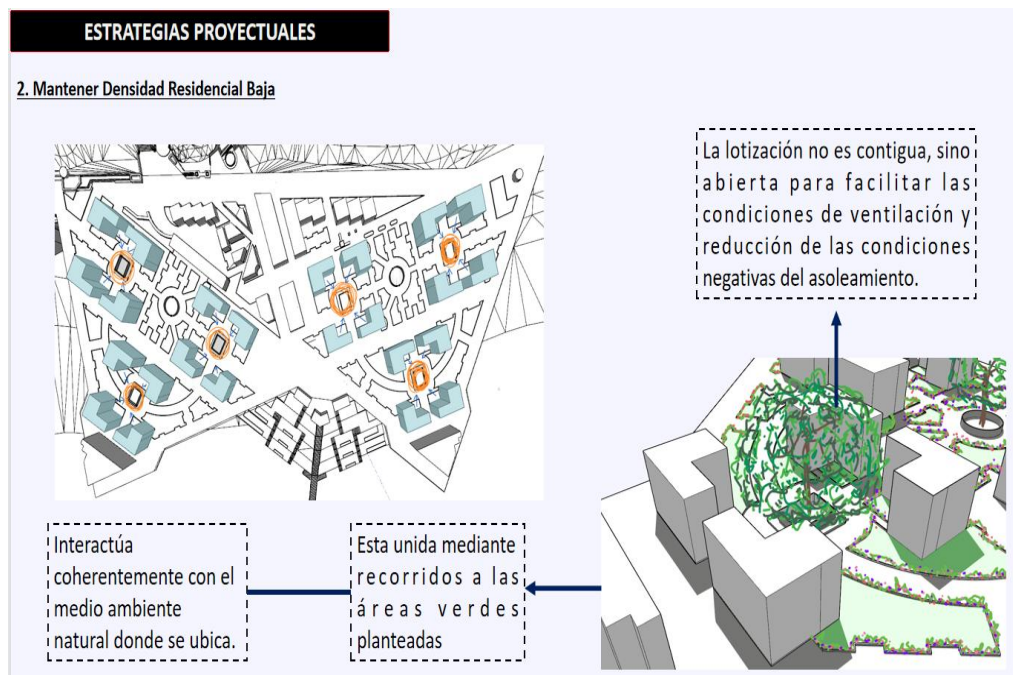 ESTRATEGIAS PROYECTUALES
2. Mantener Densidad Residencial Baja
La lotización no es contigua, sino
abierta para facilitar las
condiciones de ventilación y
reducción de las condiciones
negativas del asoleamiento.
Interactúa
coherentemente con el
medio ambiente
natural donde se ubica.
Esta unida mediante
recorridos a las
áreas verdes
planteadas